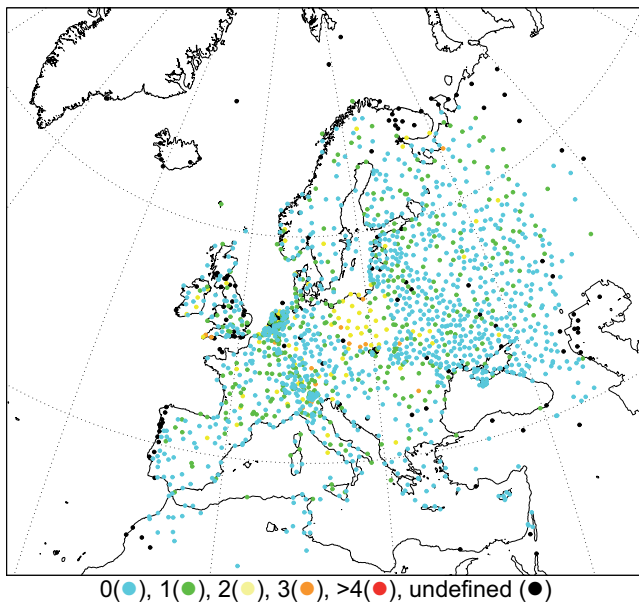 0(●), 1(●), 2(●), 3(●), >4(●), undefined (●)